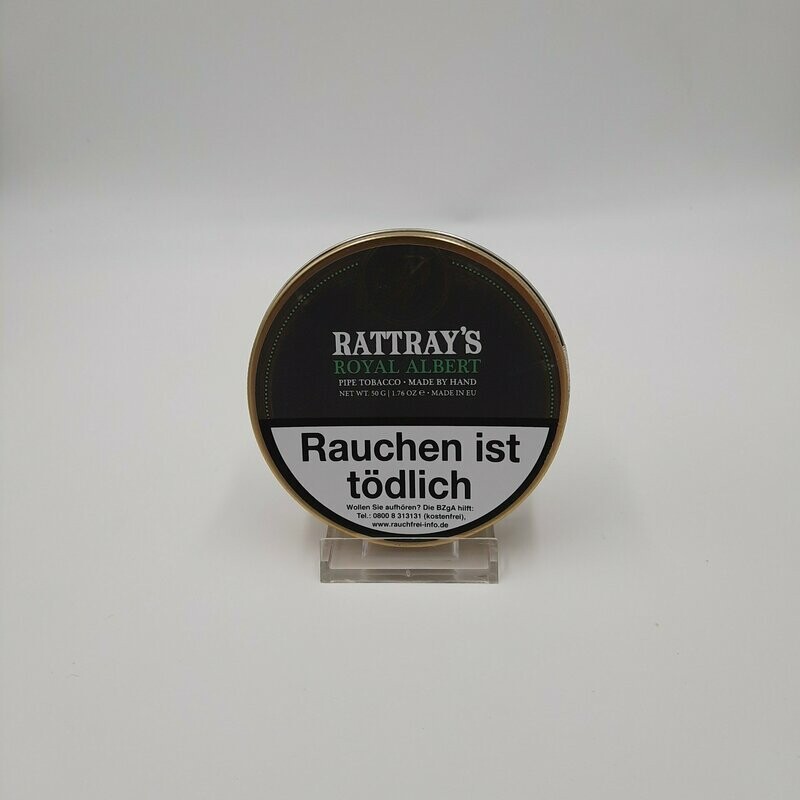 RATTRAY'S
ROYAL ALBERT
PIPE TOBACCO • MADE BY HAND
NET WT. 50 G | 1.76 OZ ℮ • MADE IN EU
Rauchen ist
tödlich
Wollen Sie aufhören? Die BZgA hilft:
Tel.: 0800 8 313131 (kostenfrei),
www.rauchfrei-info.de